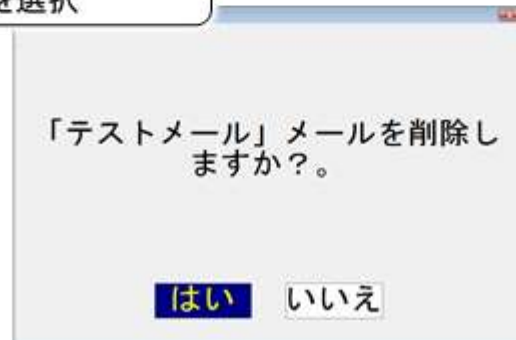 を選択
「テストメール」メールを削除し
ますか？。
はい いいえ